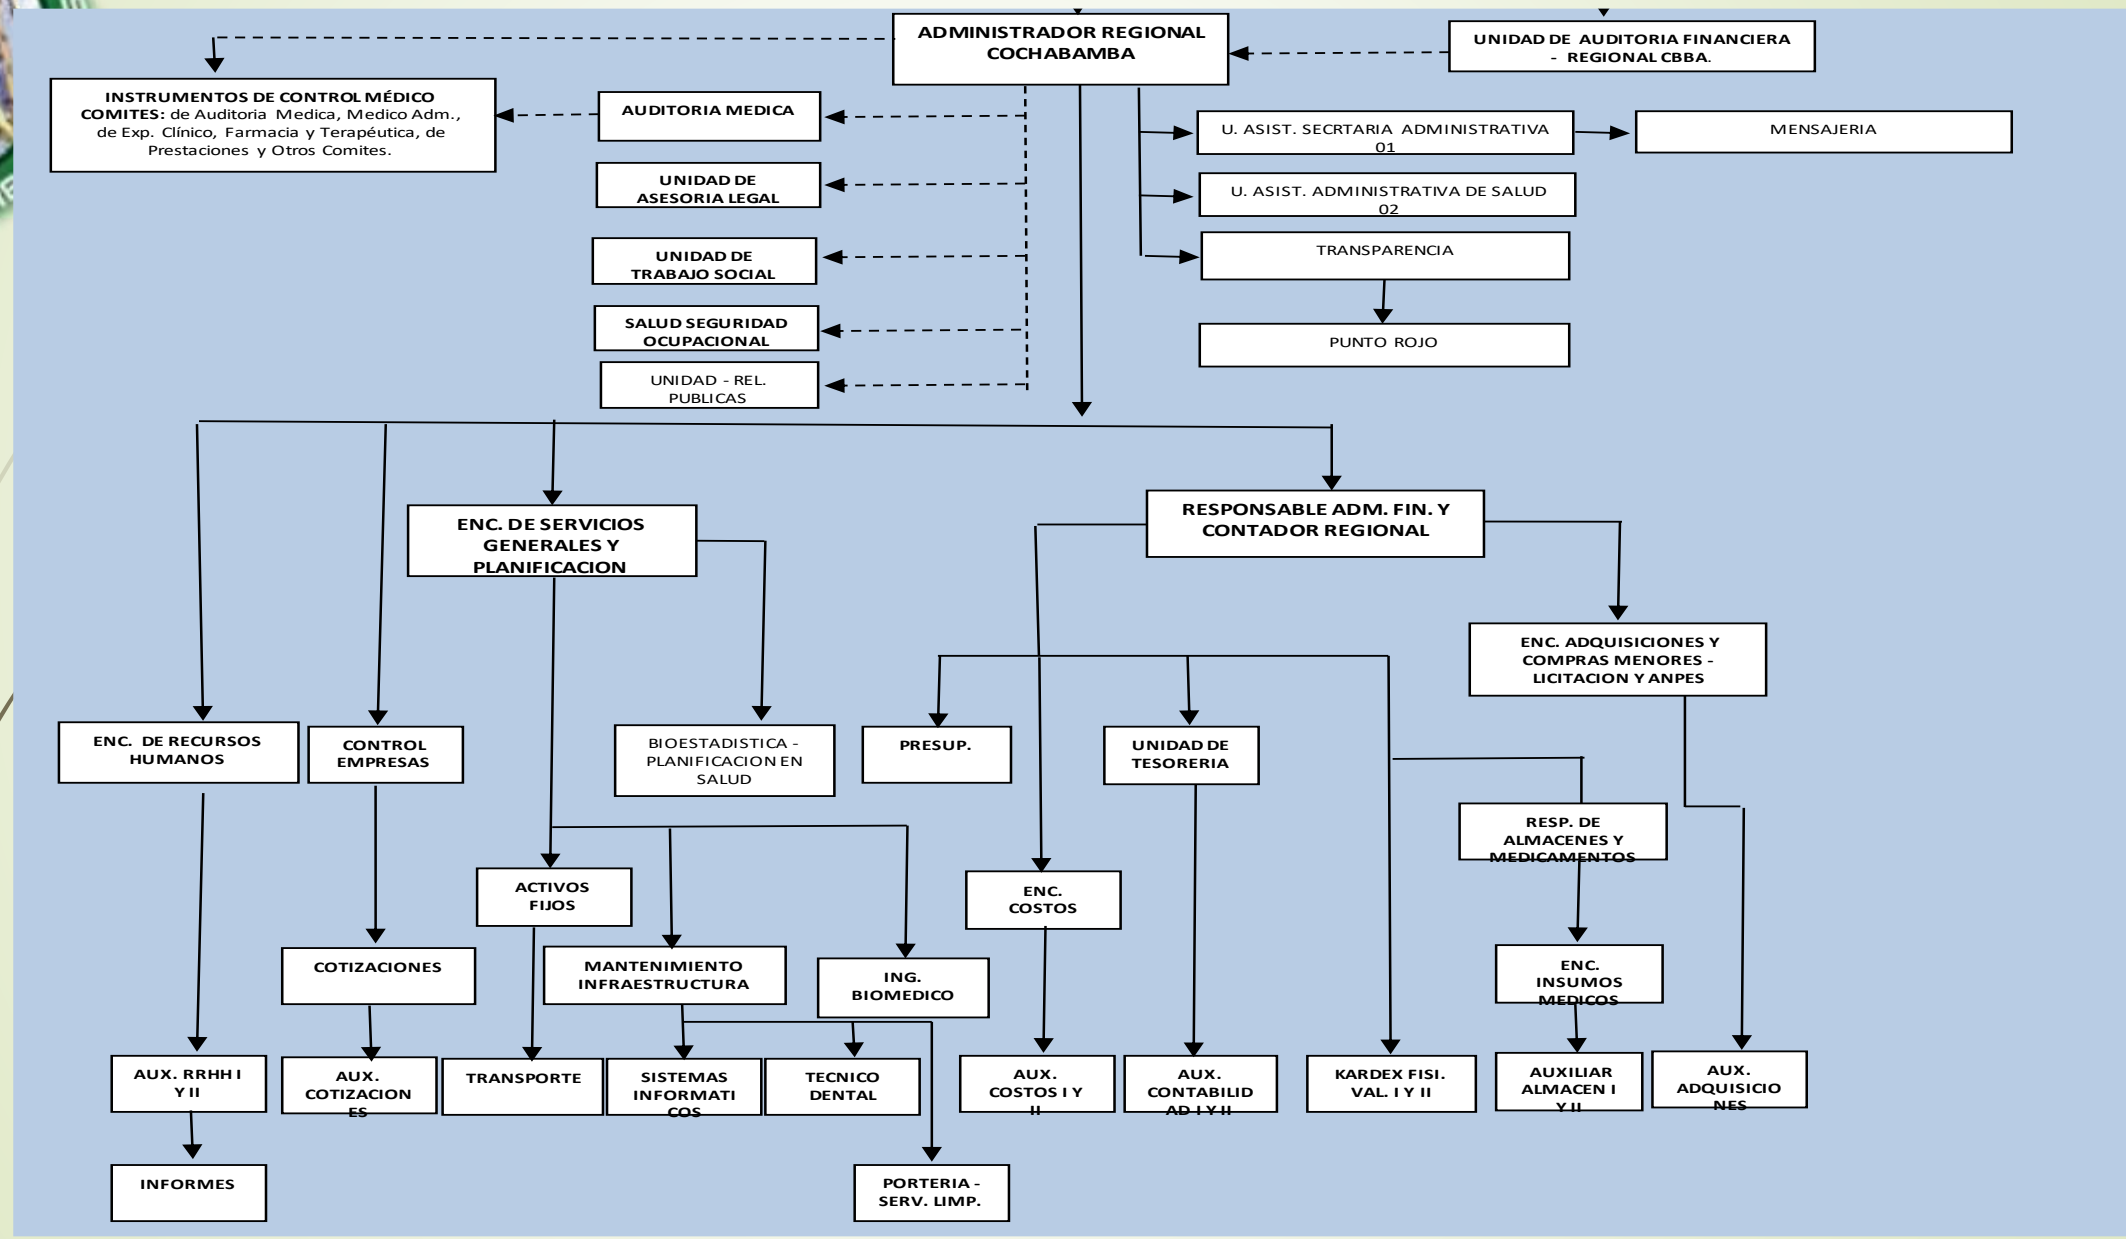 ADMINISTRADOR REGIONAL
COCHABAMBA
UNIDAD DE AUDITORIA FINANCIERA
- REGIONAL CBBA.
INSTRUMENTOS DE CONTROL MÉDICO
COMITES: de Auditoria Medica, Medico Adm.,
de Exp. Clínico, Farmacia y Terapéutica, de
Prestaciones y Otros Comites.
AUDITORIA MEDICA
U. ASIST. SECRTARIA ADMINISTRATIVA
01
MENSAJERIA
UNIDAD DE
ASESORIA LEGAL
U. ASIST. ADMINISTRATIVA DE SALUD
02
UNIDAD DE
TRABAJO SOCIAL
TRANSPARENCIA
SALUD SEGURIDAD
OCUPACIONAL
PUNTO ROJO
UNIDAD - REL.
PUBLICAS
ENC. DE SERVICIOS
GENERALES Y
PLANIFICACION
RESPONSABLE ADM. FIN. Y
CONTADOR REGIONAL
ENC. ADQUISICIONES Y
COMPRAS MENORES -
LICITACION Y ANPES
ENC. DE RECURSOS
HUMANOS
CONTROL
EMPRESAS
BIOESTADISTICA -
PLANIFICACION EN
SALUD
PRESUP.
UNIDAD DE
TESORERIA
RESP. DE
ALMACENES Y
MEDICAMENTOS
ACTIVOS
FIJOS
ENC.
COSTOS
COTIZACIONES
MANTENIMIENTO
INFRAESTRUCTURA
ING.
BIOMEDICO
ENC.
INSUMOS
MEDICOS
AUX. RRHH I
Y II
AUX.
COTIZACION
ES
TRANSPORTE
SISTEMAS
INFORMATI
COS
TECNICO
DENTAL
AUX.
COSTOS I Y
II
AUX.
CONTABILID
AD I Y II
KARDEX FISI.
VAL. I Y II
AUXILIAR
ALMACEN I
Y II
AUX.
ADQUISICIO
NES
INFORMES
PORTERIA -
SERV. LIMP.